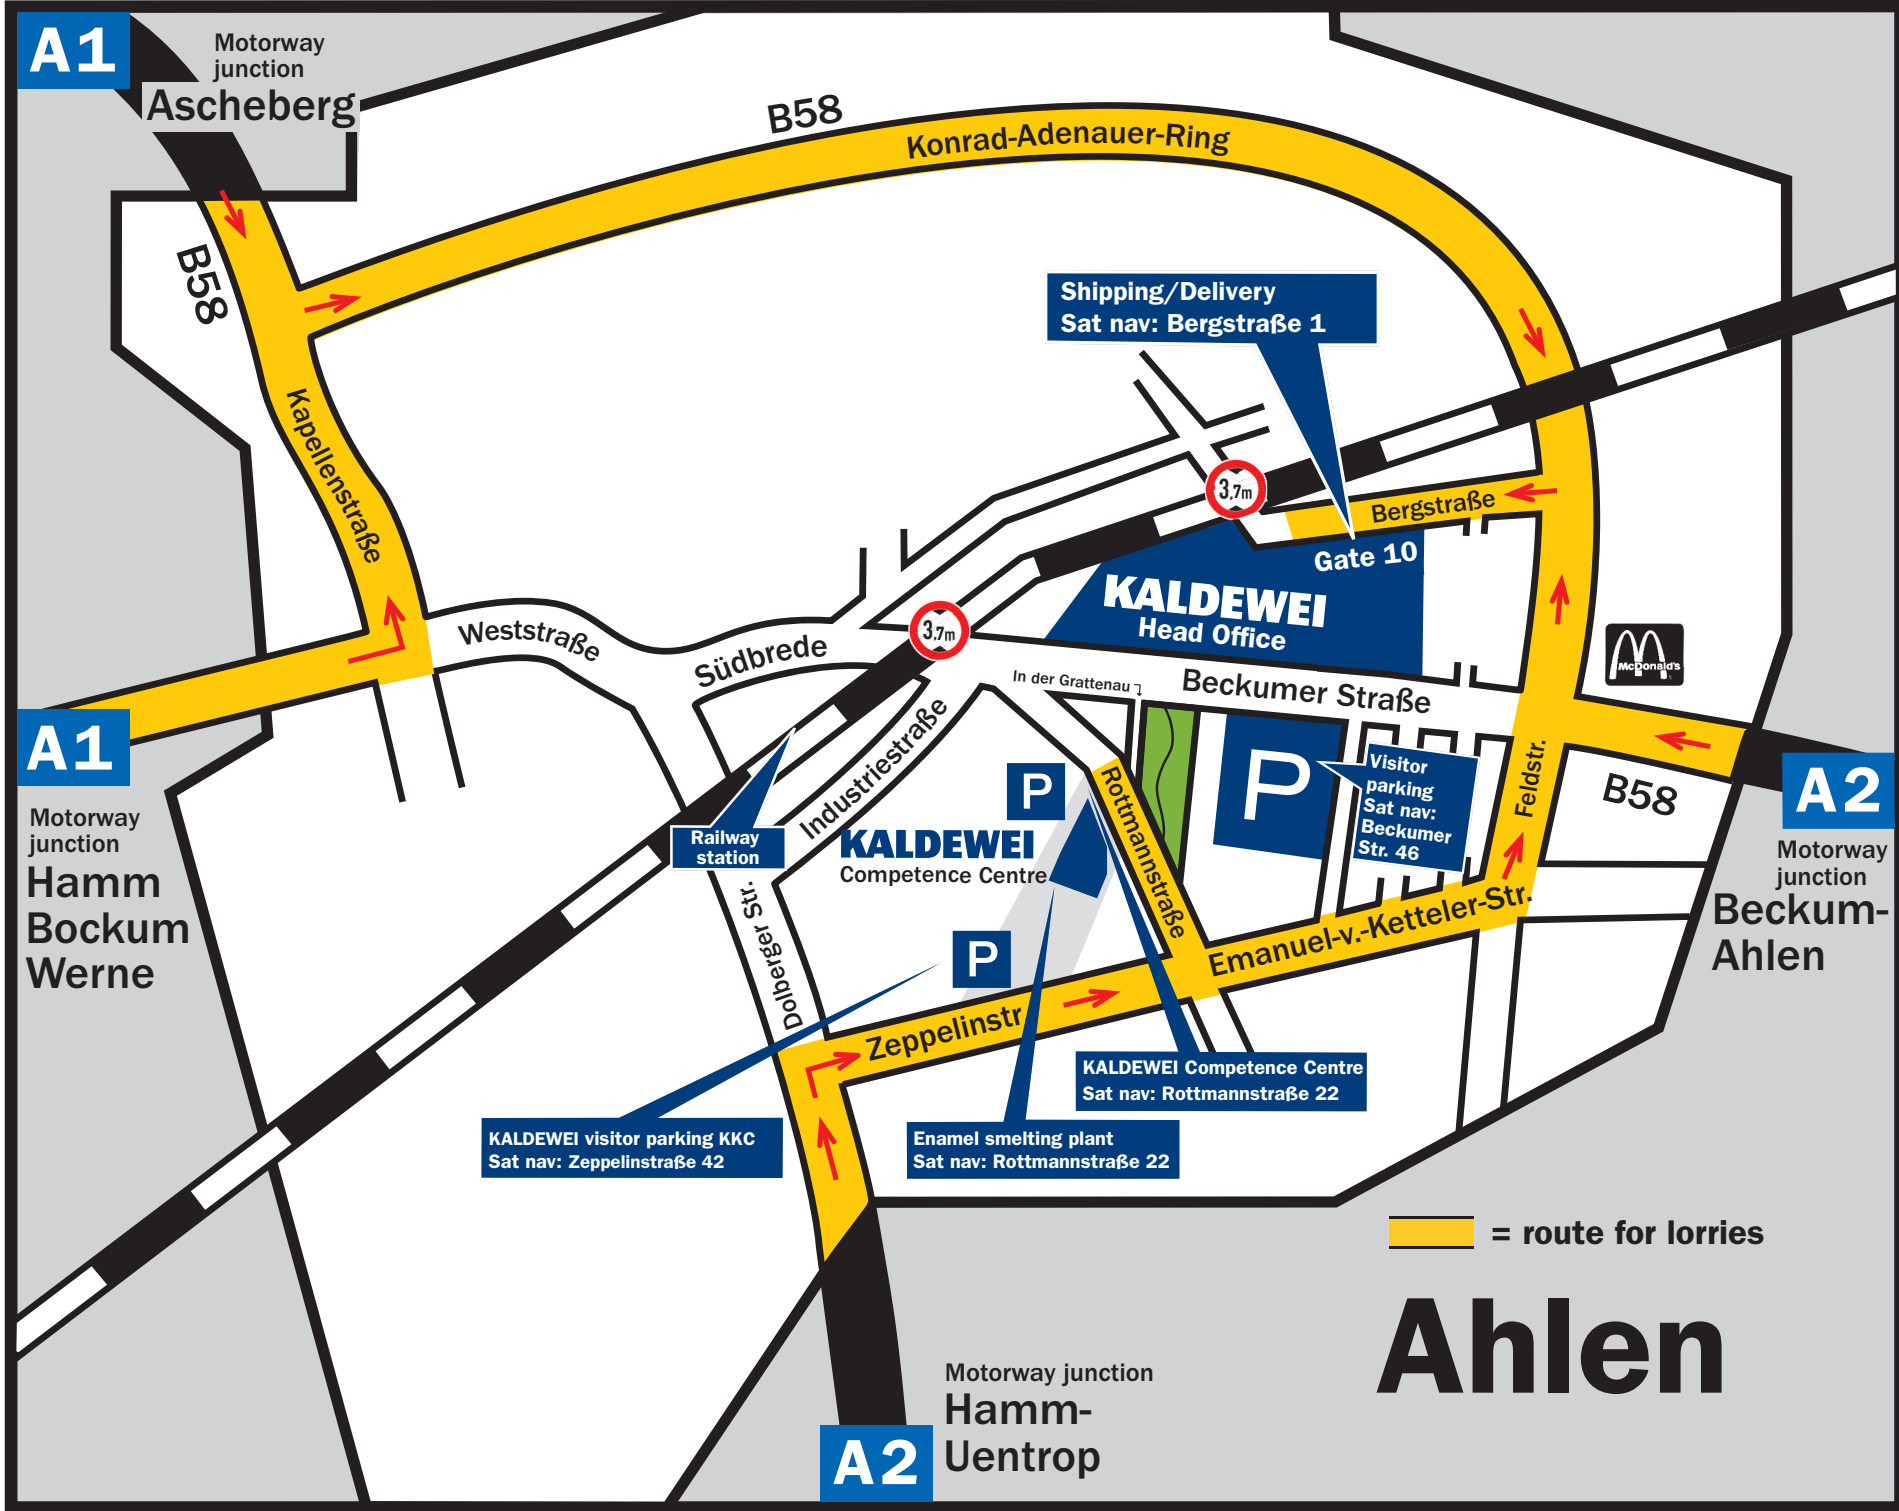 A1
Motorway
junction
Ascheberg
B58
Konrad-Adenauer-Ring
B58
Shipping/Delivery
Sat nav: Bergstraße 1
Kapellenstraße
3,7m
Bergstraße
Gate 10
KALDEWEI
Head Office
Weststraße
Südbrede
3,7m
McDonald's
In der Grattenau
Beckumer Straße
A1
Motorway
junction
Hamm
Bockum
Werne
Industriestraße
Railway
station
P
KALDEWEI
Competence Centre
Rottmannstraße
P
Visitor
parking
Sat nav:
Beckumer
Str. 46
Feldstr.
B58
A2
Motorway
junction
Beckum-
Ahlen
Dolberger Str.
P
Emanuel-v.-Ketteler-Str.
Zeppelinstr.
KALDEWEI Competence Centre
Sat nav: Rottmannstraße 22
KALDEWEI visitor parking KKC
Sat nav: Zeppelinstraße 42
Enamel smelting plant
Sat nav: Rottmannstraße 22
= route for lorries
Ahlen
Motorway junction
Hamm-
Uentrop
A2